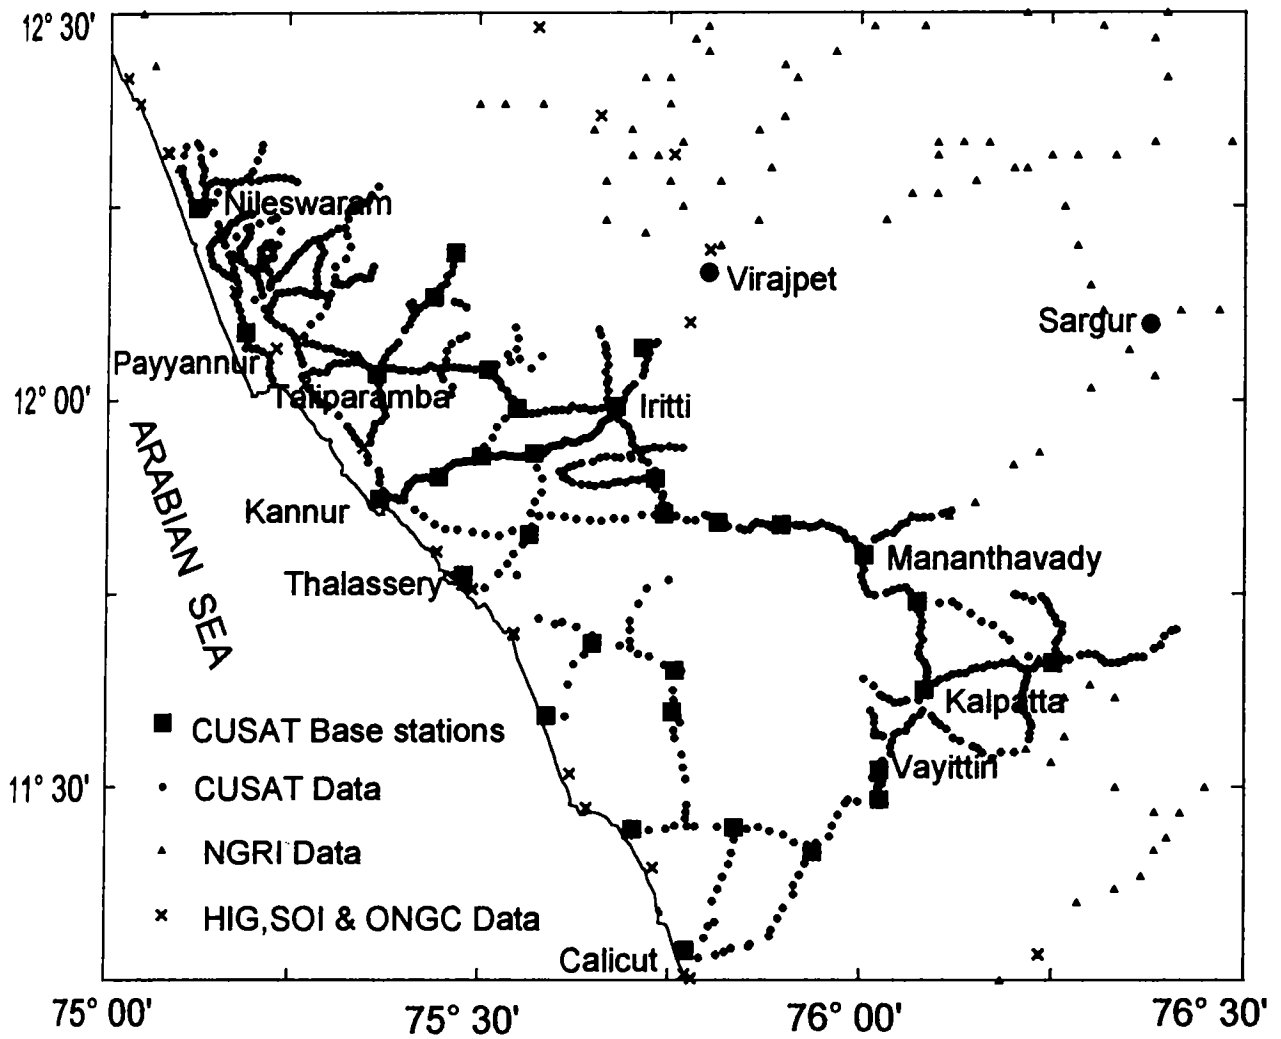 12° 30'
Nileswaram
Virajpet
Sargur
Payyannur
12° 00'
Taliparamba
Iritti
ARABIAN SEA
Kannur
Mananthavady
Thalassery
Kalpatta
CUSAT Base stations
Vayittiri
11° 30'
CUSAT Data
NGRI Data
HIG,SOI & ONGC Data
Calicut
75° 00'
75° 30'
76° 00'
76° 30'